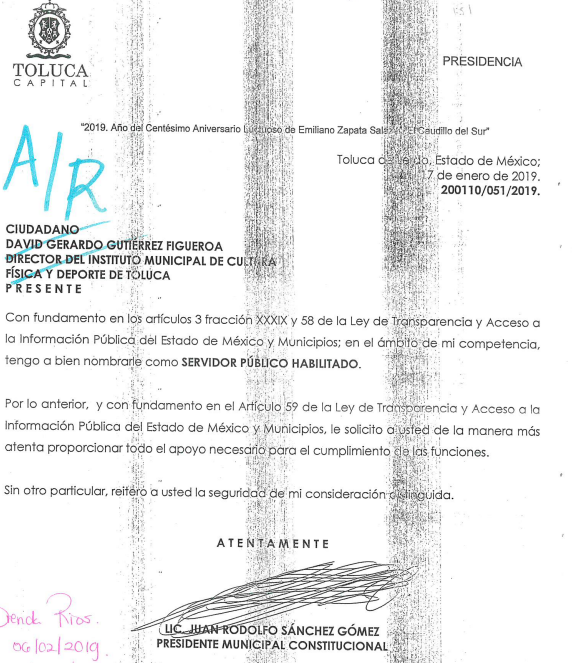 TOLUCA
CAPITAL
PRESIDENCIA
"2019. Año del Centésimo Aniversario Luctuoso de Emiliano Zapata Salazar. El Caudillo del Sur"
A/R
Toluca de Lerdo, Estado de México;
17 de enero de 2019.
200110/051/2019.
CIUDADANO
DAVID GERARDO GUTIÉRREZ FIGUEROA
DIRECTOR DEL INSTITUTO MUNICIPAL DE CULTURA
FÍSICA Y DEPORTE DE TOLUCA
P R E S E N T E
Con fundamento en los artículos 3 fracción XXXIX y 58 de la Ley de Transparencia y Acceso a
la Información Pública del Estado de México y Municipios; en el ámbito de mi competencia,
tengo a bien nombrarle como SERVIDOR PÚBLICO HABILITADO.
Por lo anterior, y con fundamento en el Artículo 59 de la Ley de Transparencia y Acceso a la
Información Pública del Estado de México y Municipios, le solicito a usted de la manera más
atenta proporcionar todo el apoyo necesario para el cumplimiento de las funciones.
Sin otro particular, reitero a usted la seguridad de mi consideración distinguida.
A T E N T A M E N T E
LIC. JUAN RODOLFO SÁNCHEZ GÓMEZ
PRESIDENTE MUNICIPAL CONSTITUCIONAL
Rios.
06/02/2019